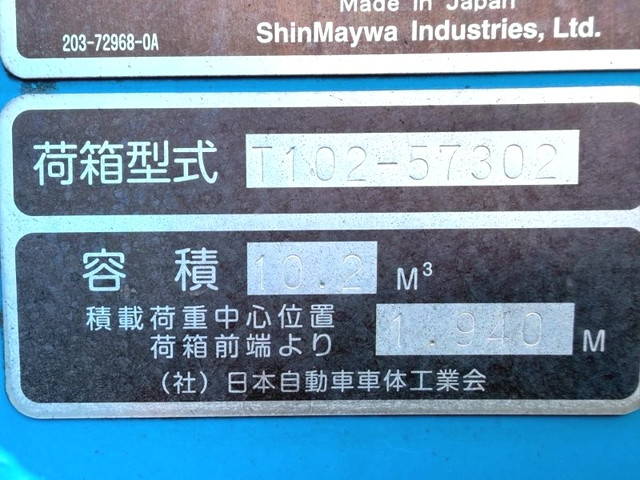 Made in Japan
203-72968-0A
ShinMaywa Industries, Ltd.
荷箱型式 T102-57302
容積 10.2 M³
積載荷重中心位置
荷箱前端より 1.940 M
（社）日本自動車車体工業会